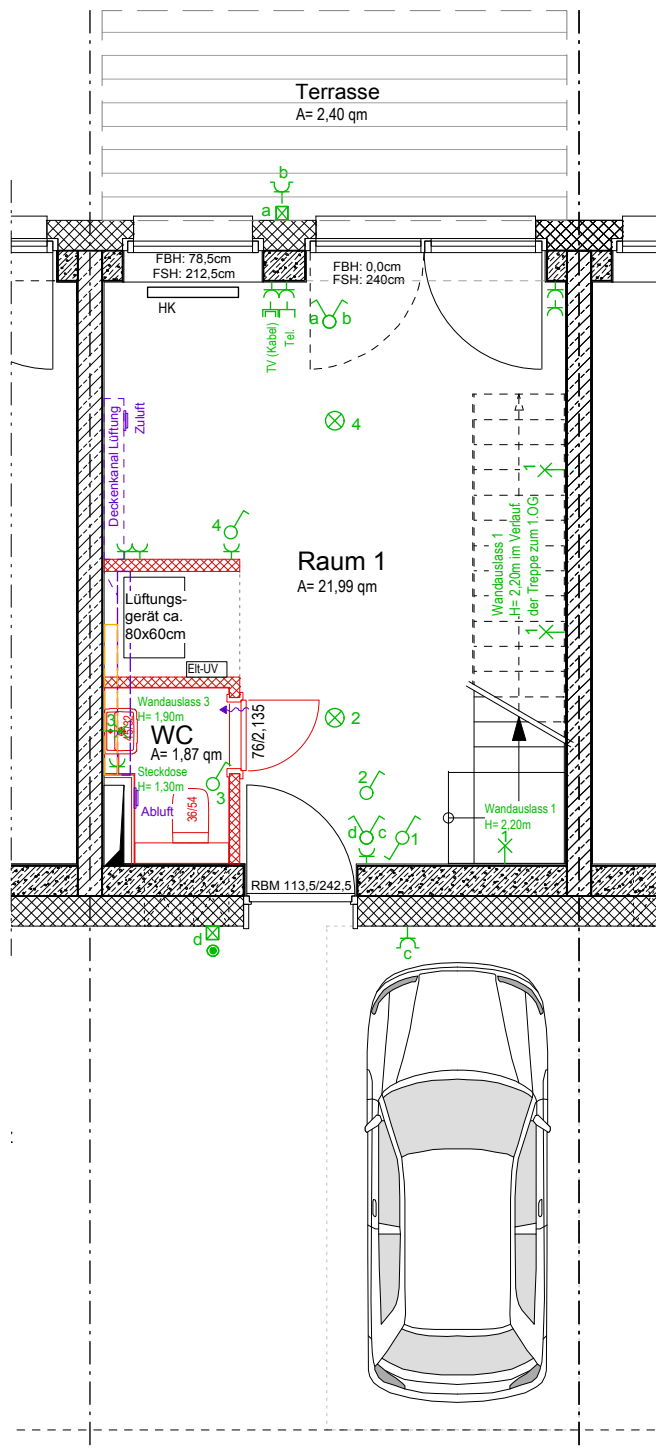 Terrasse
A= 2,40 qm
b
a
FBH: 78,5cm
FSH: 212,5cm
FBH: 0,0cm
FSH: 240cm
HK
TV (Kabel)
Tel.
a
b
4
Deckenkanal Lüftung
Zuluft
4
Raum 1
A= 21,99 qm
Wandauslass 1
H= 2,20m im Verlauf
der Treppe zum 1.OG
1
1
Lüftungs-
gerät ca.
80x60cm
Elt-UV
Wandauslass 3
H= 1,90m
3
45/32
WC
A= 1,87 qm
Steckdose
H= 1,30m
Abluft
3
36/54
76/2,135
2
2
d
c
1
Wandauslass 1
H= 2,20m
1
RBM 113,5/242,5
d
c